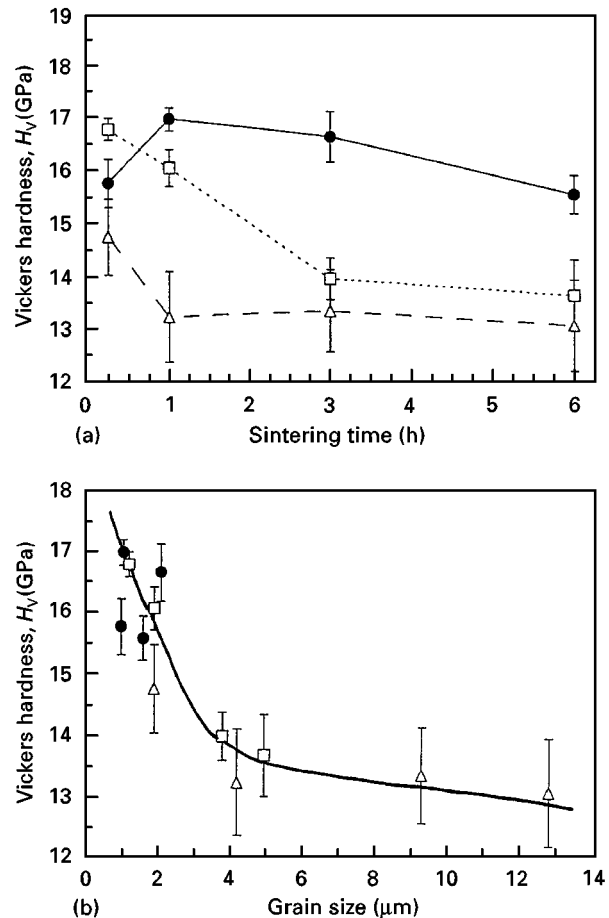 19
18
17
16
15
14
13
12
Vickers hardness, Hᵥ(GPa)
0 1 2 3 4 5 6
(a) Sintering time (h)
18
17
16
15
14
13
12
Vickers hardness, Hᵥ(GPa)
0 2 4 6 8 10 12 14
(b) Grain size (μm)